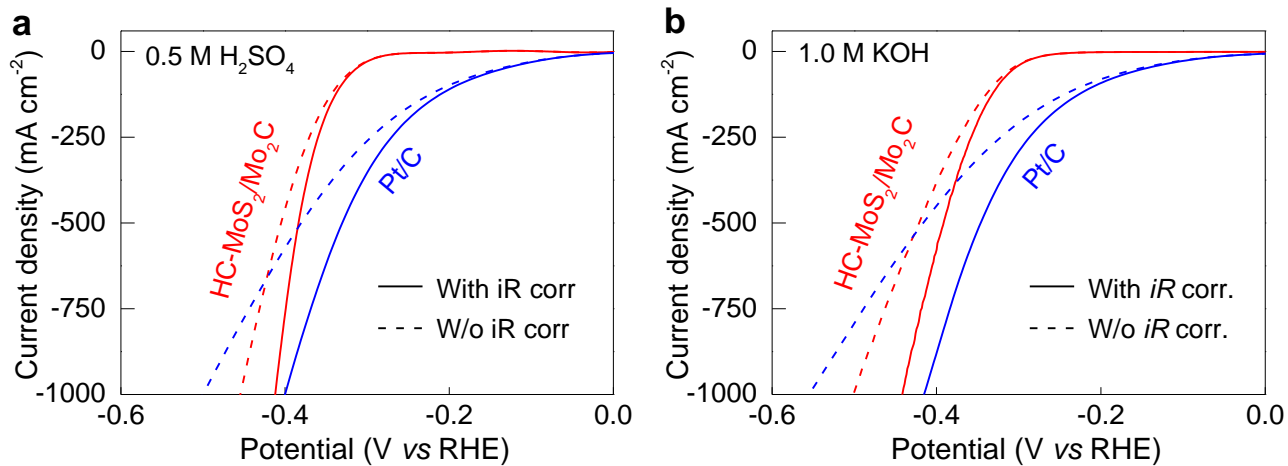 a
0.5 M H₂SO₄
HC-MoS₂/Mo₂C
Pt/C
With iR corr
W/o iR corr
0
-250
-500
-750
-1000
Current density (mA cm⁻²)
-0.6
-0.4
-0.2
0.0
Potential (V vs RHE)
b
1.0 M KOH
HC-MoS₂/Mo₂C
Pt/C
With iR corr.
W/o iR corr.
0
-250
-500
-750
-1000
Current density (mA cm⁻²)
-0.6
-0.4
-0.2
0.0
Potential (V vs RHE)